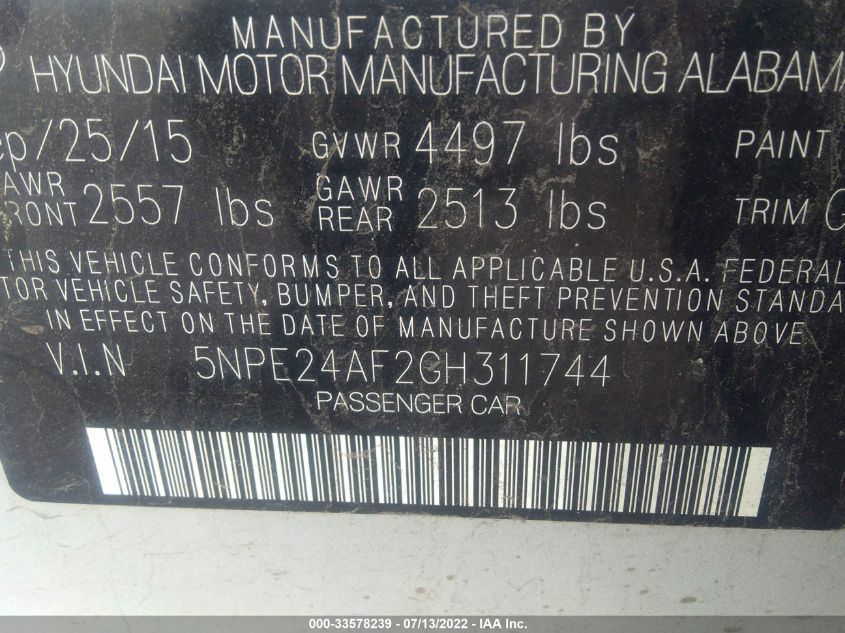 MANUFACTURED BY
HYUNDAI MOTOR MANUFACTURING ALABAMA
ep/25/15 GVWR 4497 lbs PAINT
AWR RONT 2557 lbs GAWR REAR 2513 lbs TRIM
THIS VEHICLE CONFORMS TO ALL APPLICABLE U.S.A. FEDERAL
TOR VEHICLE SAFETY, BUMPER, AND THEFT PREVENTION STANDA
IN EFFECT ON THE DATE OF MANUFACTURE SHOWN ABOVE
V.I.N 5NPE24AF2GH311744
PASSENGER CAR
000-33578239 - 07/13/2022 - IAA Inc.